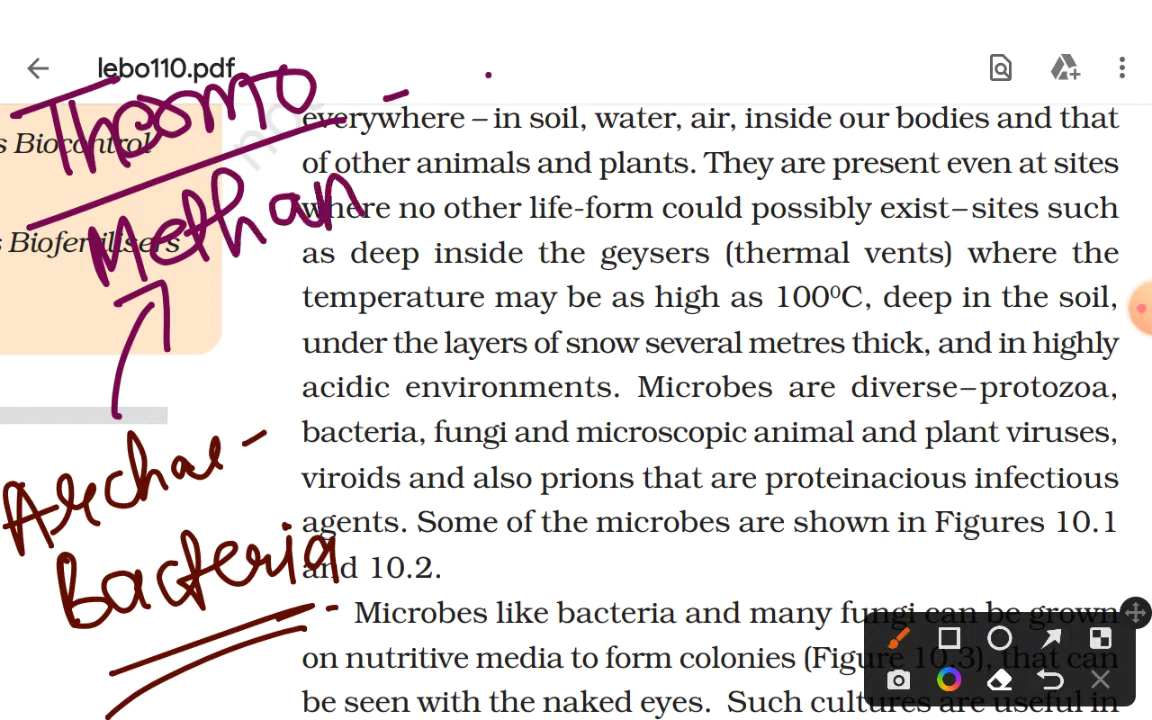 lebo110.pdf
Thormo -
Methan
Archae -
Bacteria
s Biocontrol
s Biofertilisers
everywhere – in soil, water, air, inside our bodies and that
of other animals and plants. They are present even at sites
where no other life-form could possibly exist–sites such
as deep inside the geysers (thermal vents) where the
temperature may be as high as 100⁰C, deep in the soil,
under the layers of snow several metres thick, and in highly
acidic environments. Microbes are diverse–protozoa,
bacteria, fungi and microscopic animal and plant viruses,
viroids and also prions that are proteinacious infectious
agents. Some of the microbes are shown in Figures 10.1
and 10.2.
Microbes like bacteria and many fungi can be grown
on nutritive media to form colonies (Figure 10.3), that can
be seen with the naked eyes. Such cultures are useful in